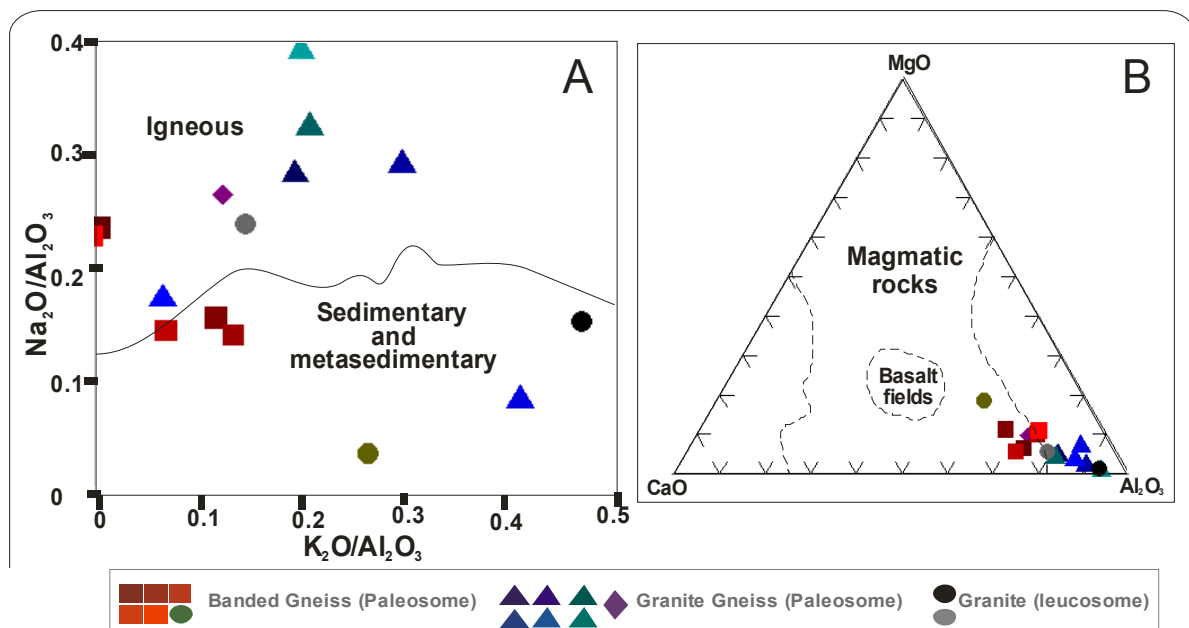 A
Igneous
Sedimentary
and
metasedimentary
Na₂O/Al₂O₃
0.4
0.3
0.2
0.1
0
0
0.1
0.2
0.3
0.4
0.5
K₂O/Al₂O₃
B
MgO
Magmatic
rocks
Basalt
fields
CaO
Al₂O₃
Banded Gneiss (Paleosome)
Granite Gneiss (Paleosome)
Granite (leucosome)